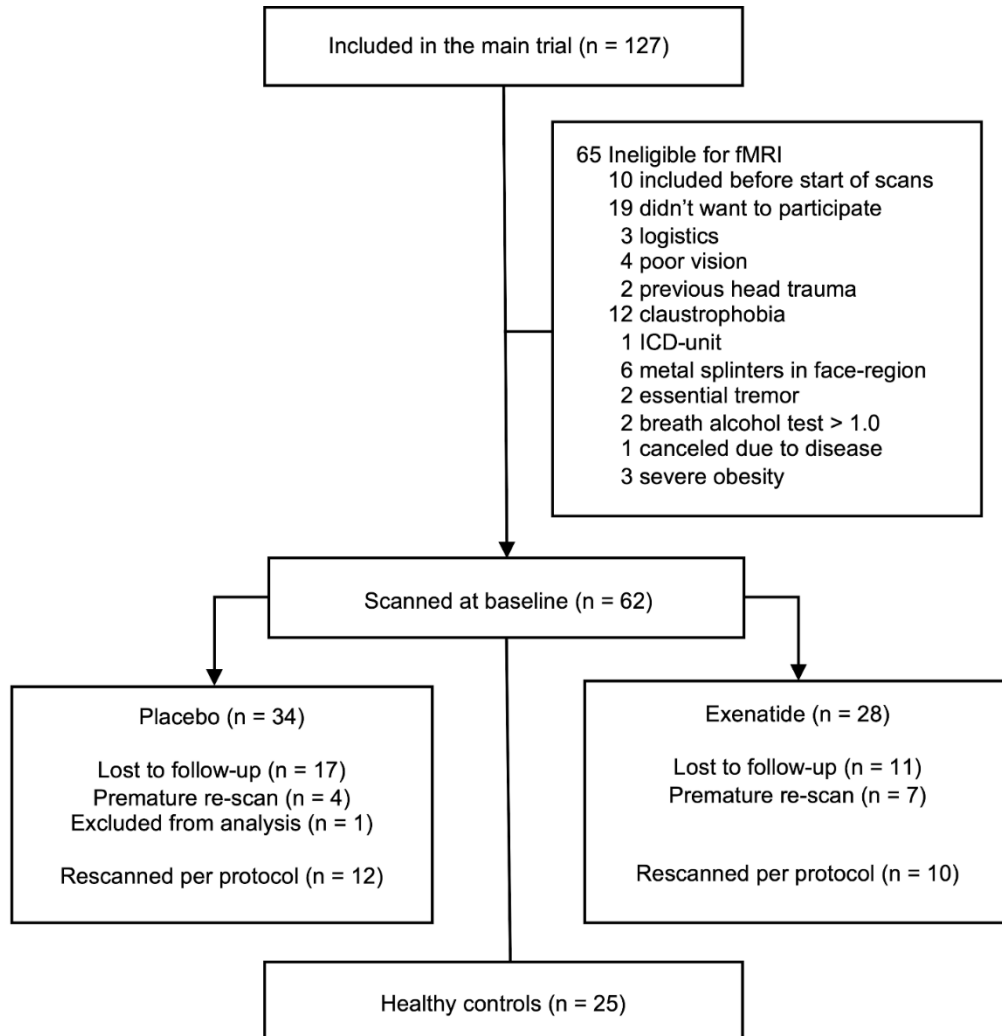 Included in the main trial (n = 127)
65 Ineligible for fMRI
10 included before start of scans
19 didn't want to participate
3 logistics
4 poor vision
2 previous head trauma
12 claustrophobia
1 ICD-unit
6 metal splinters in face-region
2 essential tremor
2 breath alcohol test > 1.0
1 canceled due to disease
3 severe obesity
Scanned at baseline (n = 62)
Placebo (n = 34)
Lost to follow-up (n = 17)
Premature re-scan (n = 4)
Excluded from analysis (n = 1)
Rescanned per protocol (n = 12)
Exenatide (n = 28)
Lost to follow-up (n = 11)
Premature re-scan (n = 7)
Rescanned per protocol (n = 10)
Healthy controls (n = 25)